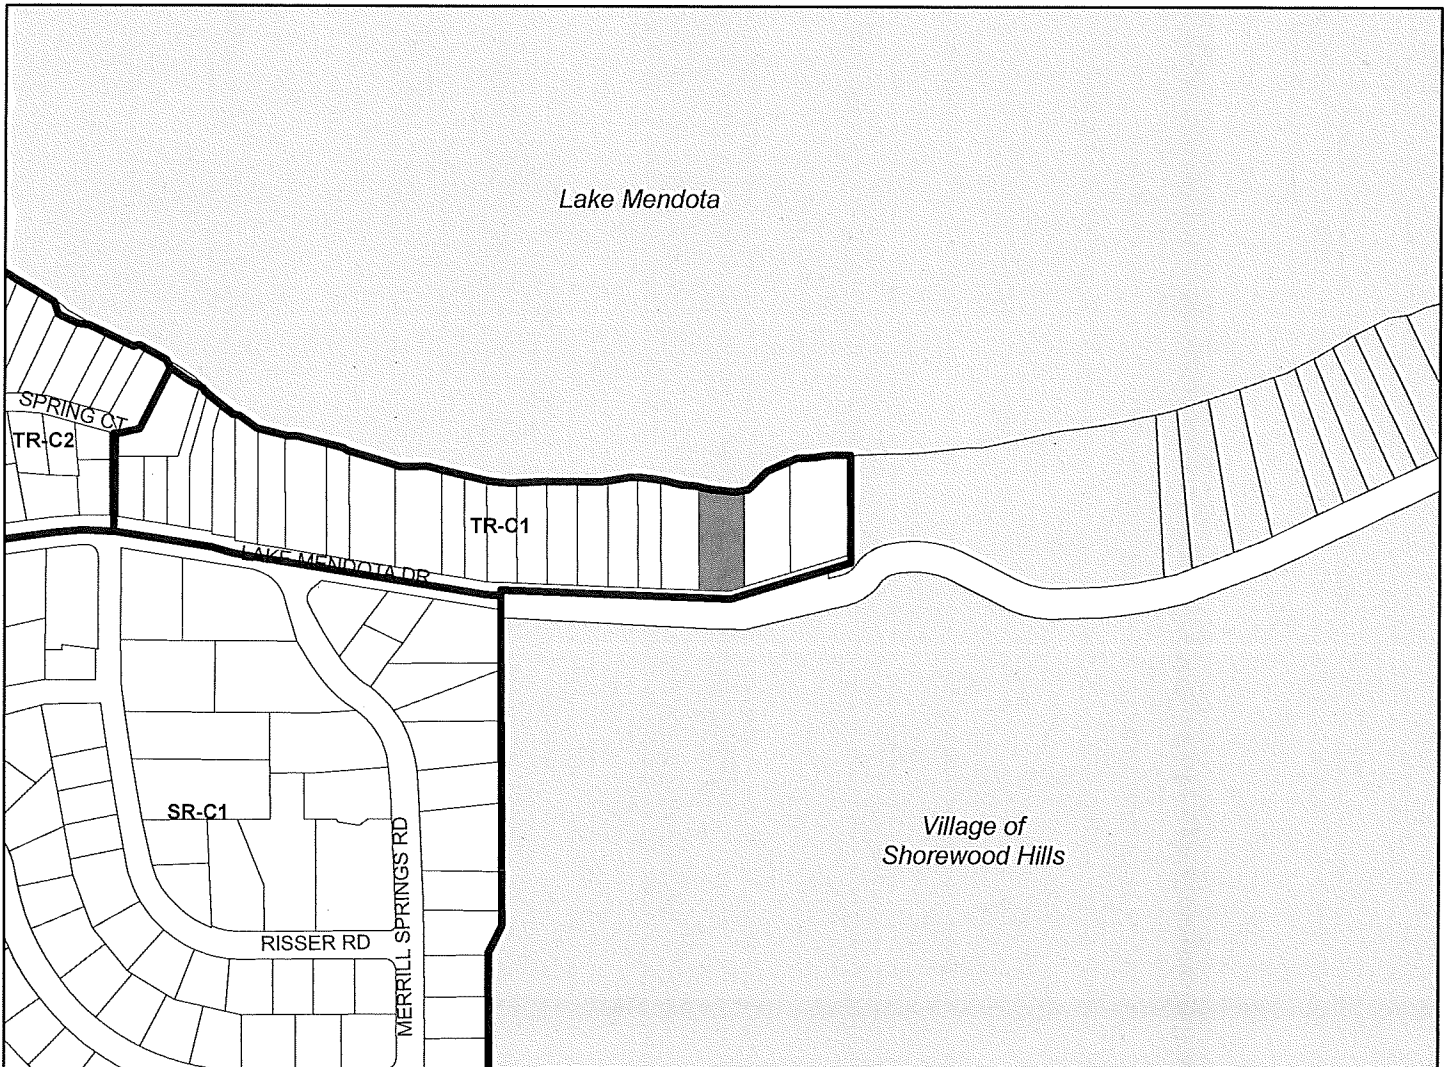 Lake Mendota
SPRING CT
TR-C2
TR-C1
LAKE MENDOTA DR
SR-C1
Village of
Shorewood Hills
MERRILL SPRINGS RD
RISSER RD